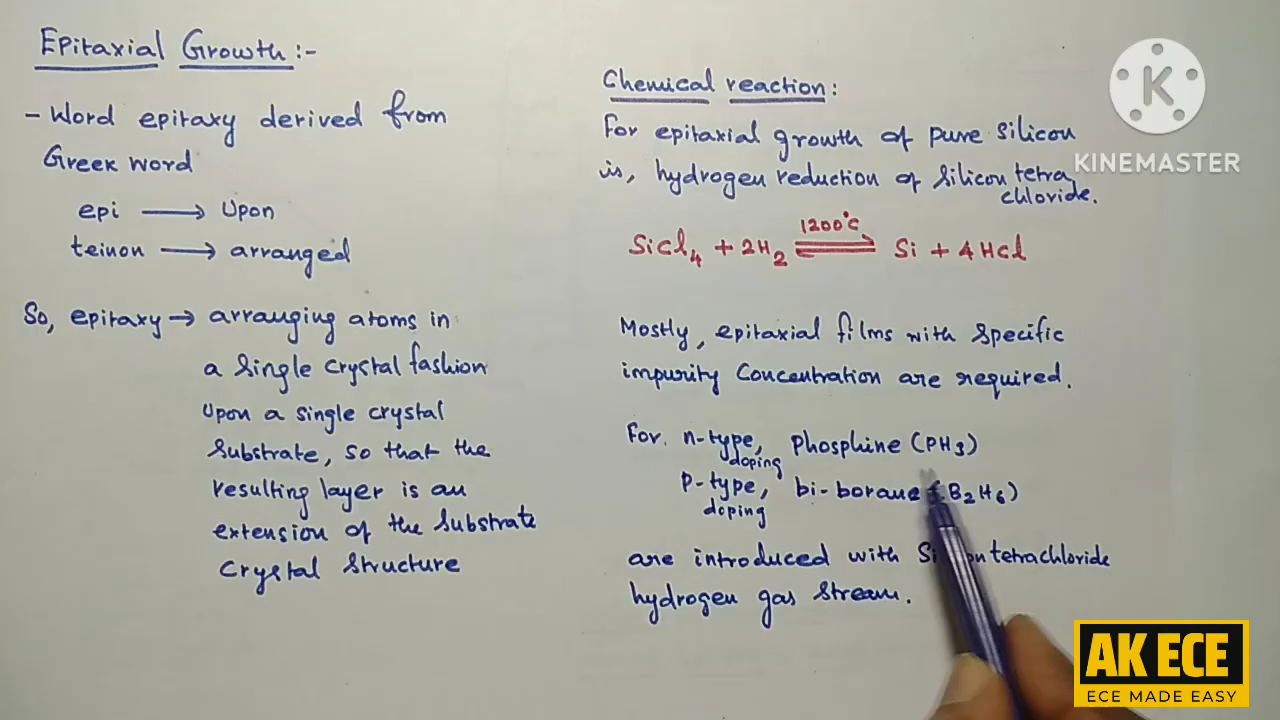 Epitaxial Growth :-
- Word epitaxy derived from
Greek word
epi → Upon
teinon → arranged
So, epitaxy → arranging atoms in
a single crystal fashion
Upon a single crystal
substrate, so that the
resulting layer is an
extension of the substrate
crystal structure
Chemical reaction :
For epitaxial growth of pure silicon
is, hydrogen reduction of silicon tetra
chloride.
1200°C
SiCl4 + 2H2 ⇌ Si + 4HCl
Mostly, epitaxial films with specific
impurity concentration are required.
For n-type, Phosphine (PH3)
doping
P-type, bi-borane (B2H6)
doping
are introduced with Silicon tetrachloride
hydrogen gas stream.
K
KINEMASTER
AK ECE
ECE MADE EASY